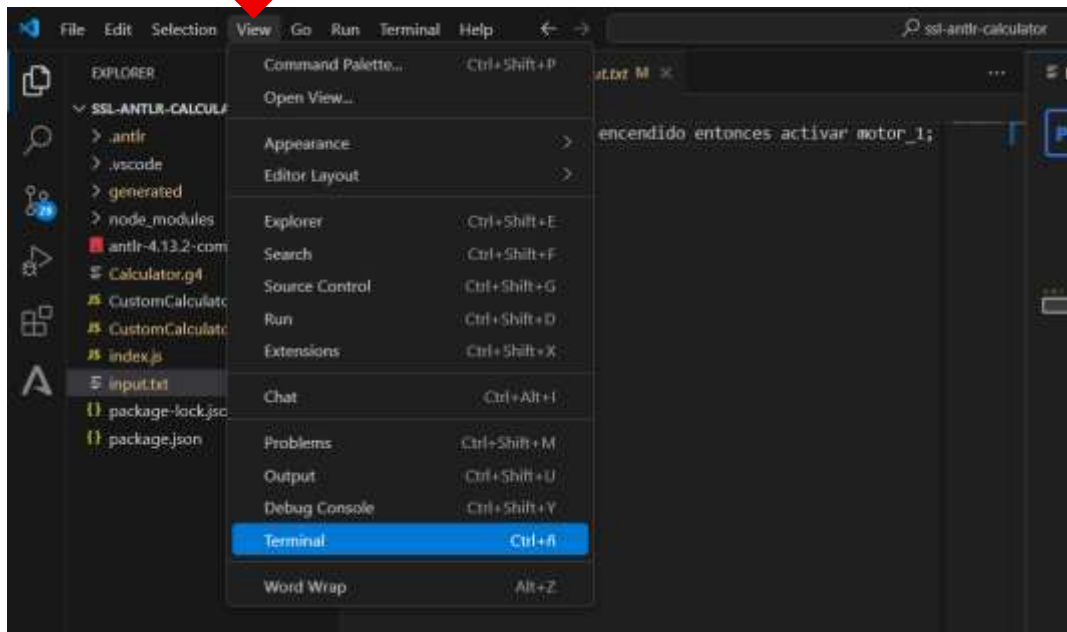 File Edit Selection View Go Run Terminal Help
ssl-antlr-calculator
EXPLORER
SSL-ANTLR-CALCULA
.antlr
.vscode
generated
node_modules
antlr-4.13.2-com
Calculator.g4
CustomCalculato
CustomCalculato
index.js
input.txt
package-lock.jso
package.json
28
Command Palette... Ctrl+Shift+P
Open View...
Appearance
Editor Layout
Explorer Ctrl+Shift+E
Search Ctrl+Shift+F
Source Control Ctrl+Shift+G
Run Ctrl+Shift+D
Extensions Ctrl+Shift+X
Chat Ctrl+Alt+I
Problems Ctrl+Shift+M
Output Ctrl+Shift+U
Debug Console Ctrl+Shift+Y
Terminal Ctrl+ñ
Word Wrap Alt+Z
ut.txt M
encendido entonces activar motor_1;